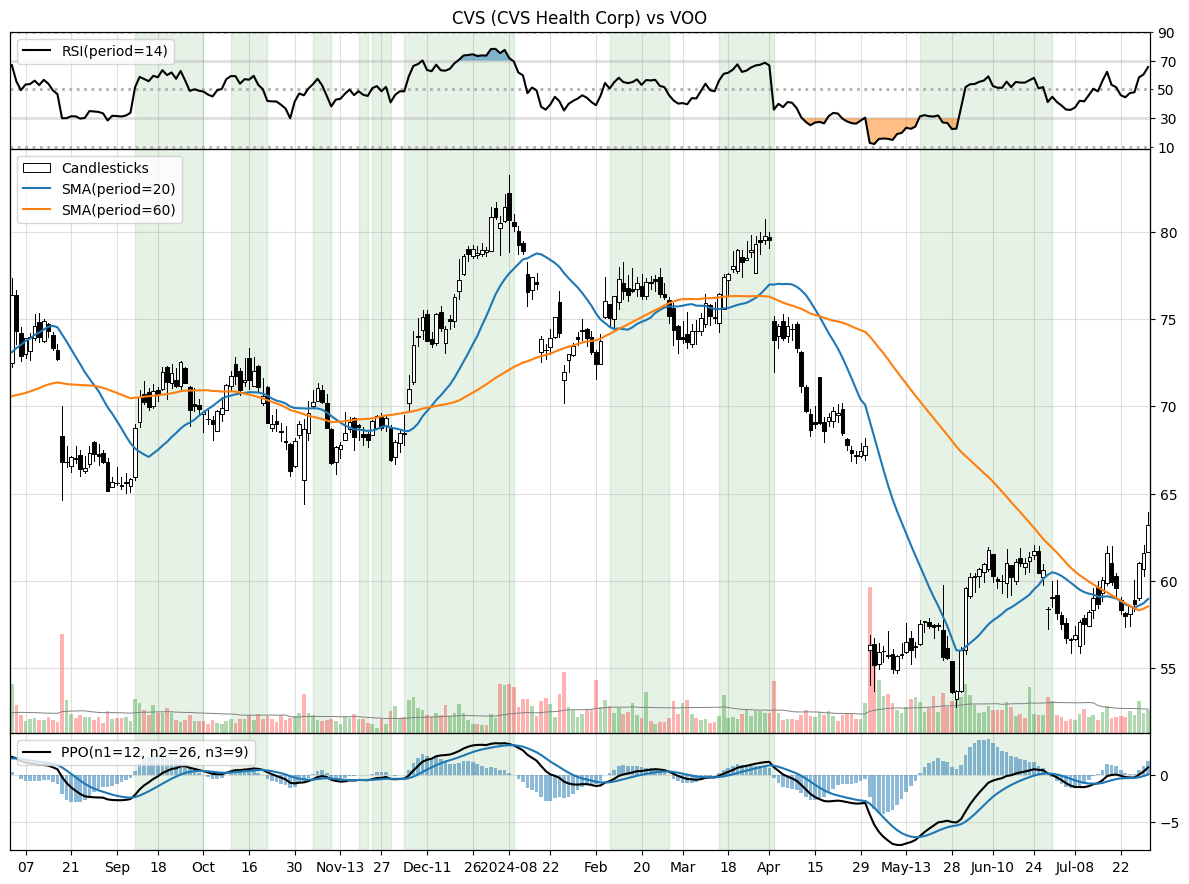 CVS (CVS Health Corp) vs VOO
RSI(period=14)
90
70
50
30
10
Candlesticks
SMA(period=20)
SMA(period=60)
80
75
70
65
60
55
PPO(n1=12, n2=26, n3=9)
0
−5
07 21 Sep 18 Oct 16 30 Nov-13 27 Dec-11 26 2024-08 22 Feb 20 Mar 18 Apr 15 29 May-13 28 Jun-10 24 Jul-08 22